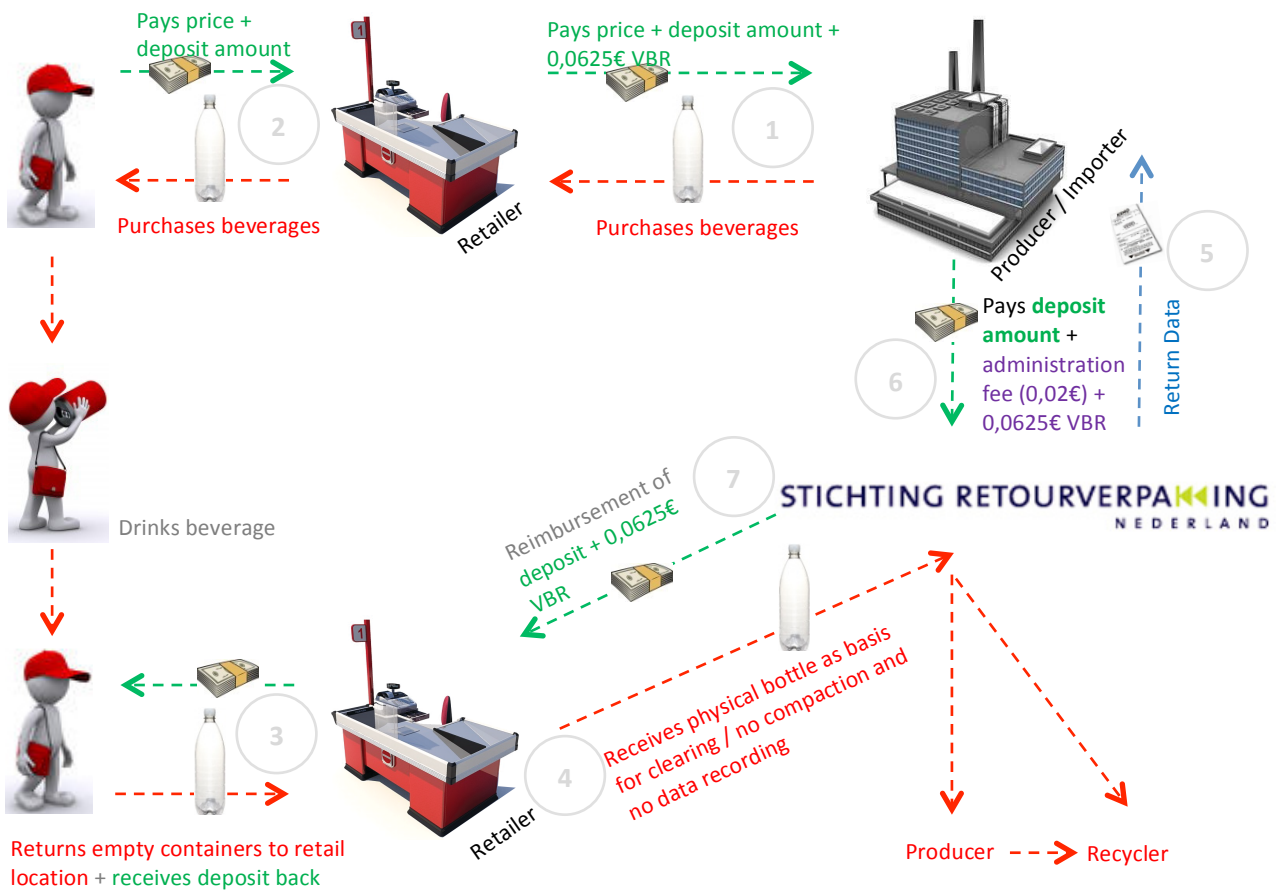 Pays price +
deposit amount
2
Purchases beverages
1
Retailer
Pays price + deposit amount +
0,0625€ VBR
1
Purchases beverages
Producer / Importer
5
Return Data
Pays deposit
amount +
administration
fee (0,02€) +
0,0625€ VBR
6
Drinks beverage
7
Reimbursement of
deposit + 0,0625€
VBR
STICHTING RETOURVERPAKKING
NEDERLAND
3
1
Retailer
4
Receives physical bottle as basis
for clearing / no compaction and
no data recording
Returns empty containers to retail
location + receives deposit back
Producer
Recycler